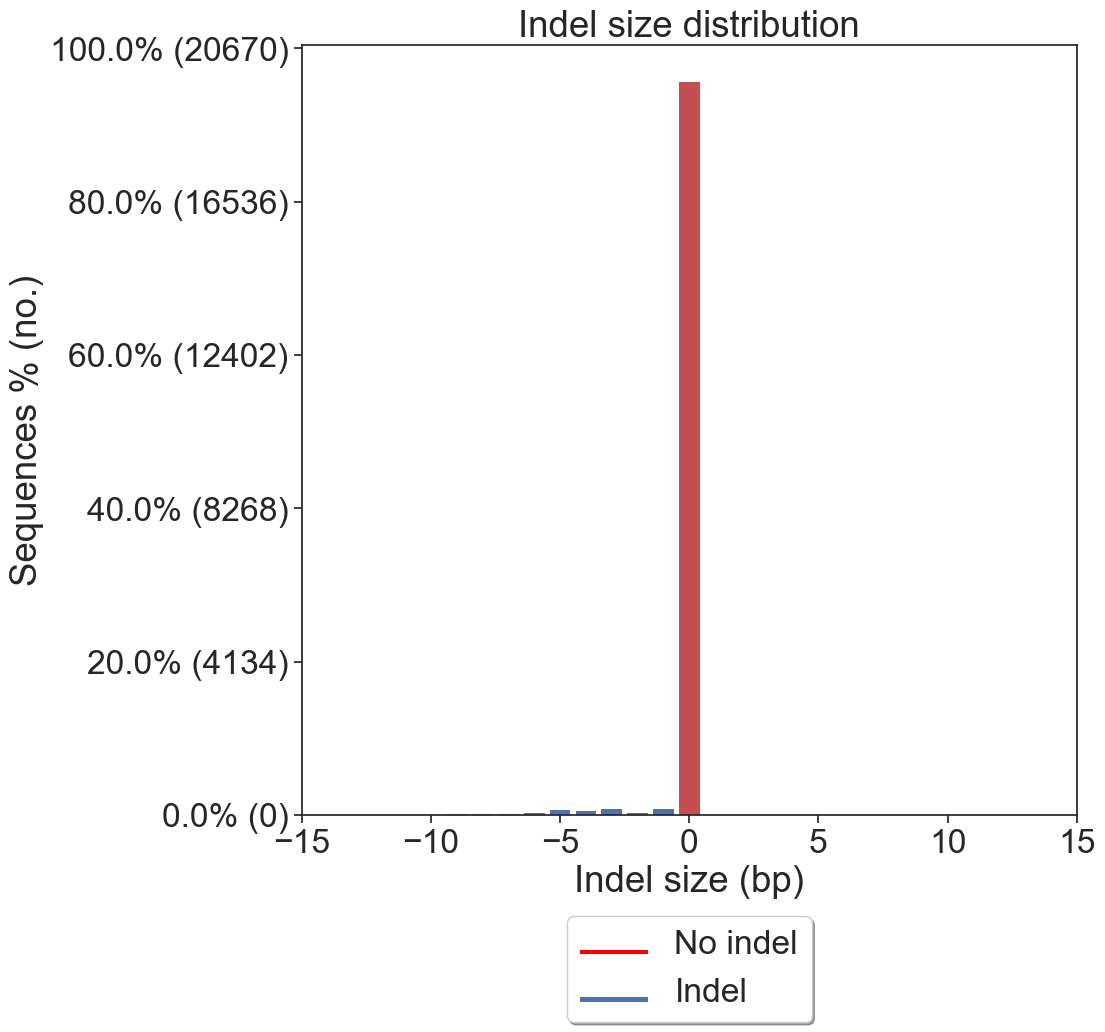 Indel size distribution
100.0% (20670)
80.0% (16536)
60.0% (12402)
40.0% (8268)
20.0% (4134)
0.0% (0)
Sequences % (no.)
−15 −10 −5 0 5 10 15
Indel size (bp)
No indel
Indel